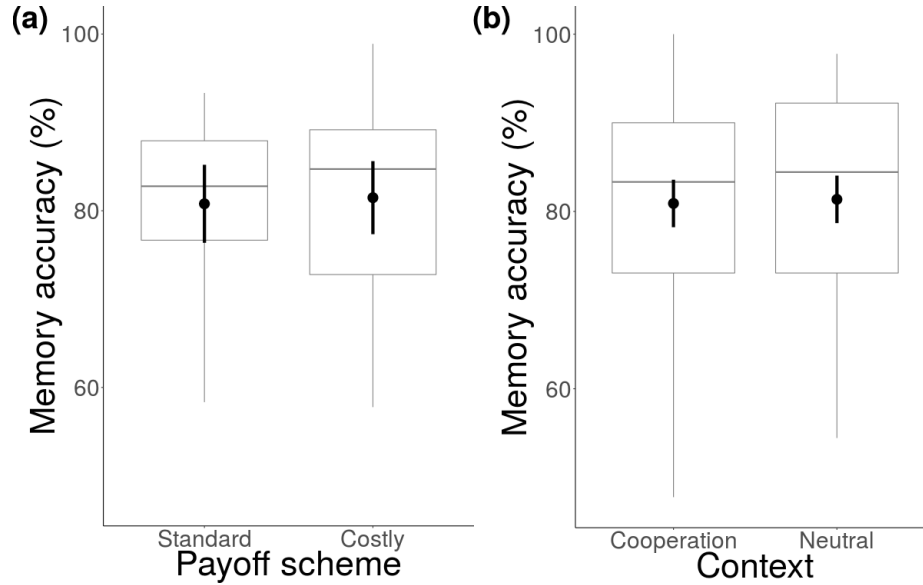 (a)
Memory accuracy (%)
100
80
60
Standard Costly
Payoff scheme
(b)
Memory accuracy (%)
100
80
60
Cooperation Neutral
Context